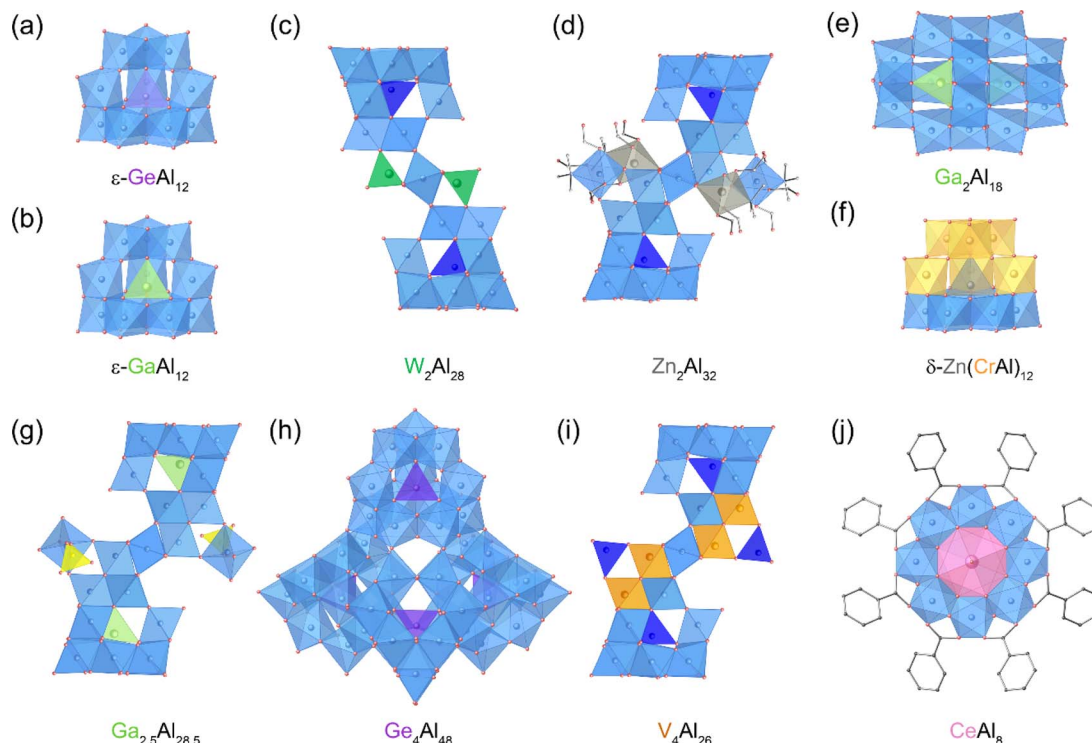 (a)
ε-GeAl₁₂
(b)
ε-GaAl₁₂
(c)
W₂Al₂₈
(d)
Zn₂Al₃₂
(e)
Ga₂Al₁₈
(f)
δ-Zn(CrAl)₁₂
(g)
Ga₂.₅Al₂₈.₅
(h)
Ge₄Al₄₈
(i)
V₄Al₂₆
(j)
CeAl₈